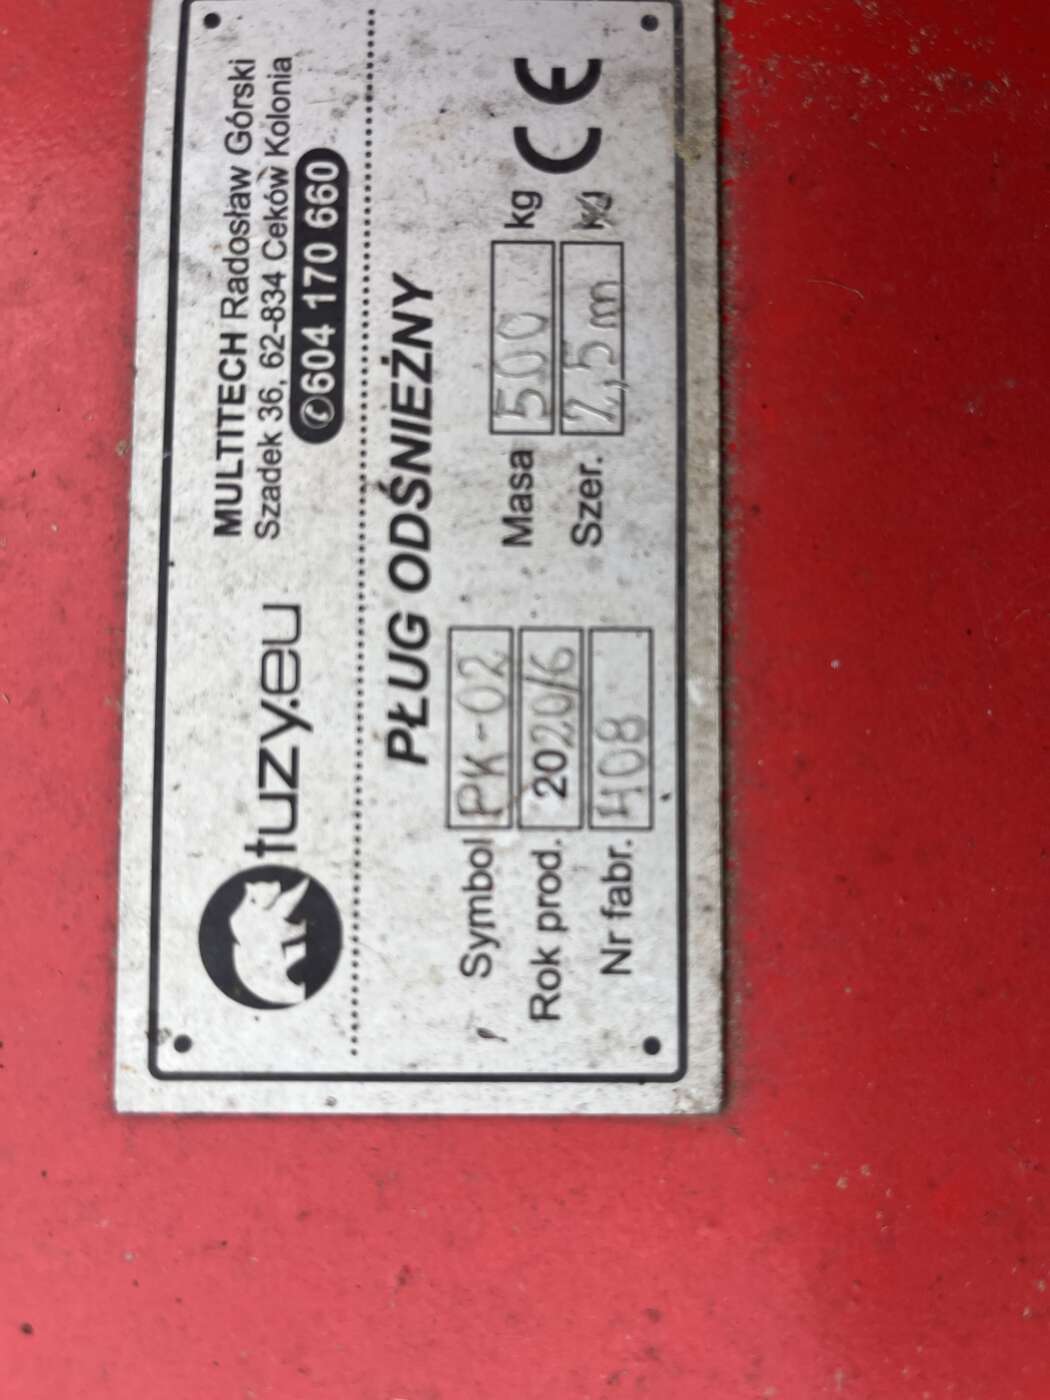 tuzy.eu
MULTITECH Radosław Górski
Szadek 36, 62-834 Ceków Kolonia
✆604 170 660
PŁUG ODŚNIEŻNY
Symbol PK-02
Rok prod. 2020/6
Nr fabr. 408
Masa 500 kg
Szer. 2,5m
CE